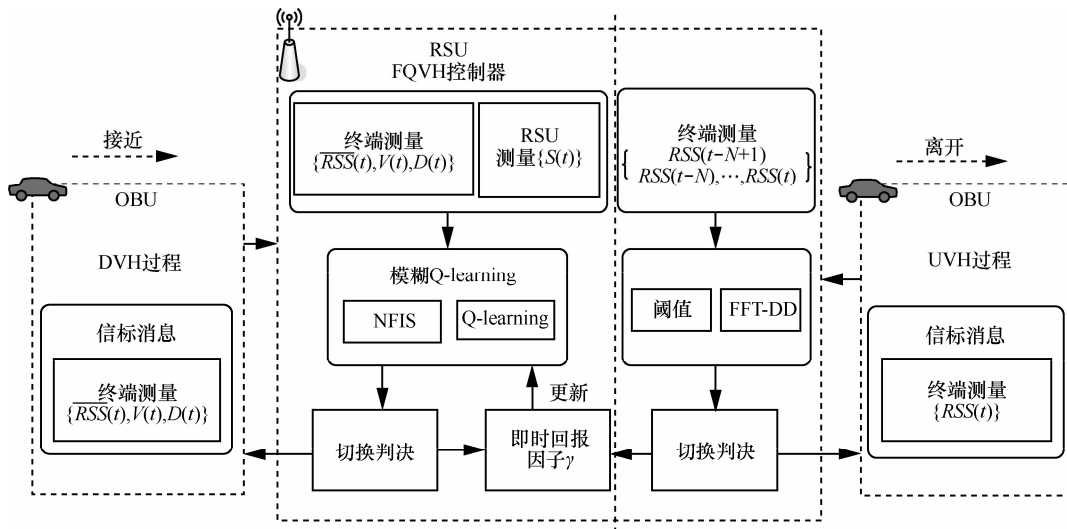 RSU
FQVH控制器
接近
OBU
DVH过程
信标消息
终端测量
{\overline{RSS}(t),V(t),D(t)}
终端测量
{\overline{RSS}(t),V(t),D(t)}
RSU
测量{S(t)}
模糊Q-learning
NFIS
Q-learning
切换判决
更新
即时回报
因子γ
终端测量
{RSS(t−N+1)
RSS(t−N),⋯,RSS(t)}
阈值
FFT-DD
切换判决
离开
OBU
UVH过程
信标消息
终端测量
{RSS(t)}